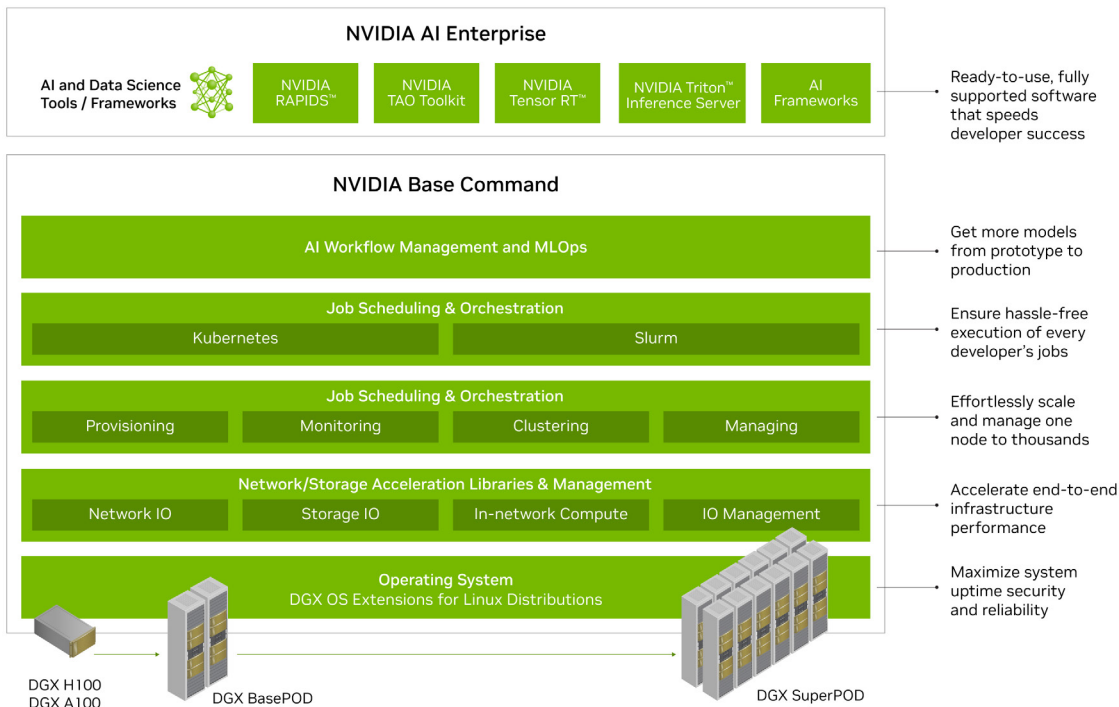 NVIDIA AI Enterprise
AI and Data Science
Tools / Frameworks
NVIDIA
RAPIDS™
NVIDIA
TAO Toolkit
NVIDIA
Tensor RT™
NVIDIA Triton™
Inference Server
AI
Frameworks
Ready-to-use, fully
supported software
that speeds
developer success
NVIDIA Base Command
AI Workflow Management and MLOps
Get more models
from prototype to
production
Job Scheduling & Orchestration
Kubernetes
Slurm
Ensure hassle-free
execution of every
developer's jobs
Job Scheduling & Orchestration
Provisioning
Monitoring
Clustering
Managing
Effortlessly scale
and manage one
node to thousands
Network/Storage Acceleration Libraries & Management
Network IO
Storage IO
In-network Compute
IO Management
Accelerate end-to-end
infrastructure
performance
Operating System
DGX OS Extensions for Linux Distributions
Maximize system
uptime security
and reliability
DGX H100
DGX A100
DGX BasePOD
DGX SuperPOD